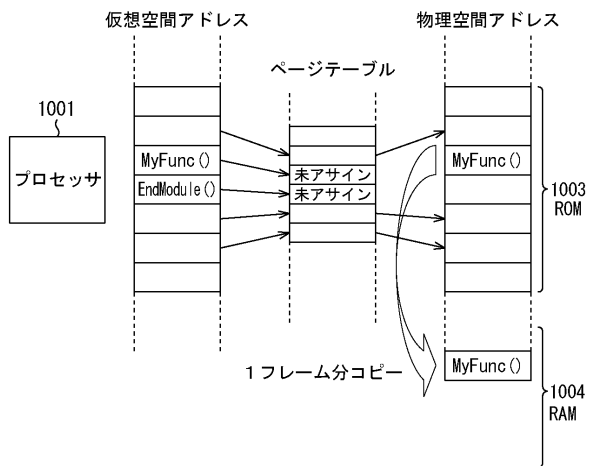 仮想空間アドレス
物理空間アドレス
ページテーブル
1001
プロセッサ
MyFunc()
EndModule()
未アサイン
未アサイン
MyFunc()
1003
ROM
1フレーム分コピー
MyFunc()
1004
RAM